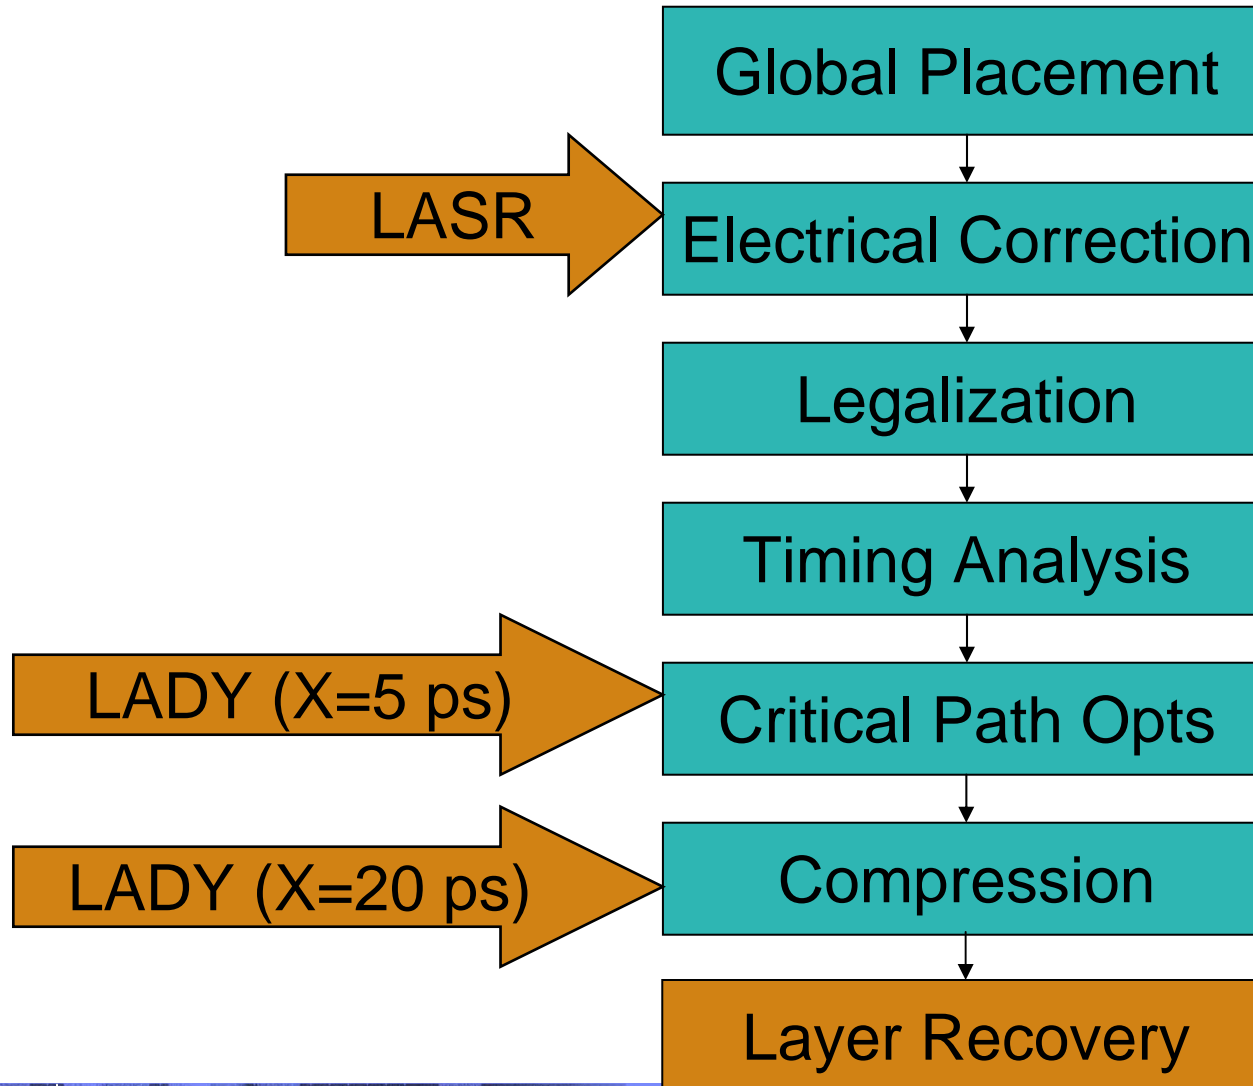 Global Placement
LASR
Electrical Correction
Legalization
Timing Analysis
LADY (X=5 ps)
Critical Path Opts
LADY (X=20 ps)
Compression
Layer Recovery